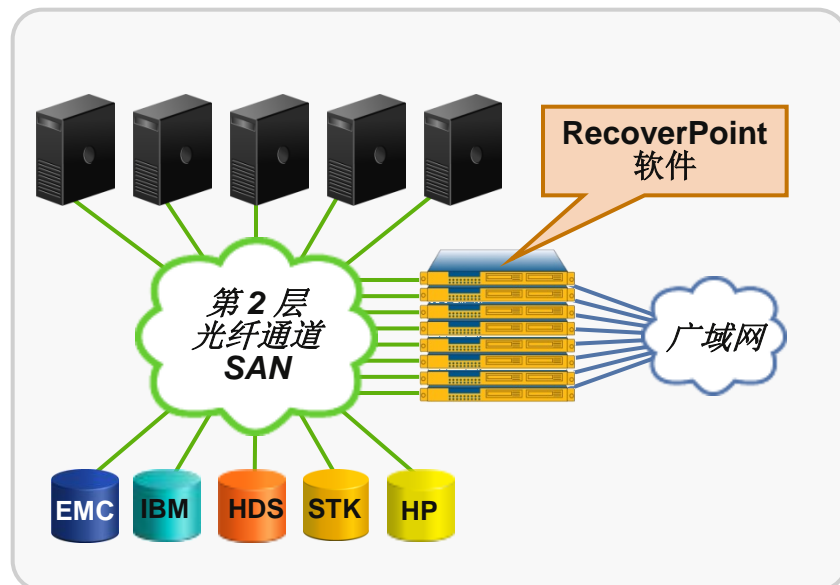 RecoverPoint
软件
第 2 层
光纤通道
SAN
广域网
EMC
IBM
HDS
STK
HP